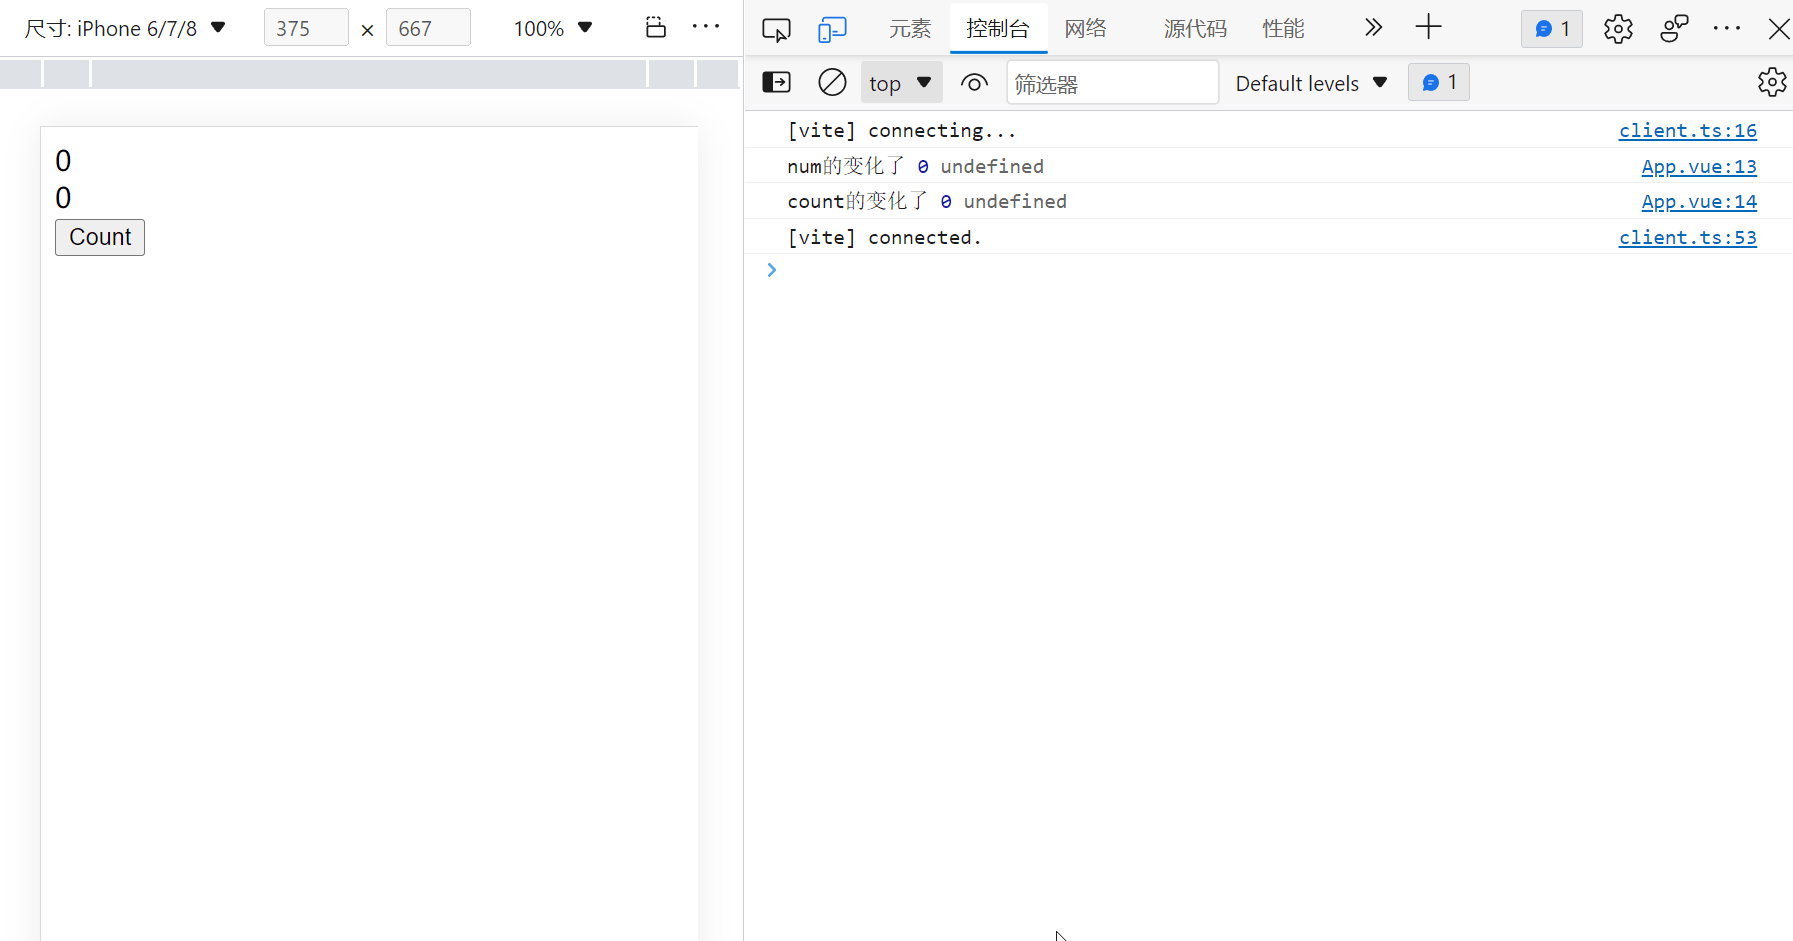 尺寸: iPhone 6/7/8 375 × 667 100%
0
0
Count
元素 控制台 网络 源代码 性能 1
top 筛选器 Default levels 1
[vite] connecting... client.ts:16
num的变化了 0 undefined App.vue:13
count的变化了 0 undefined App.vue:14
[vite] connected. client.ts:53